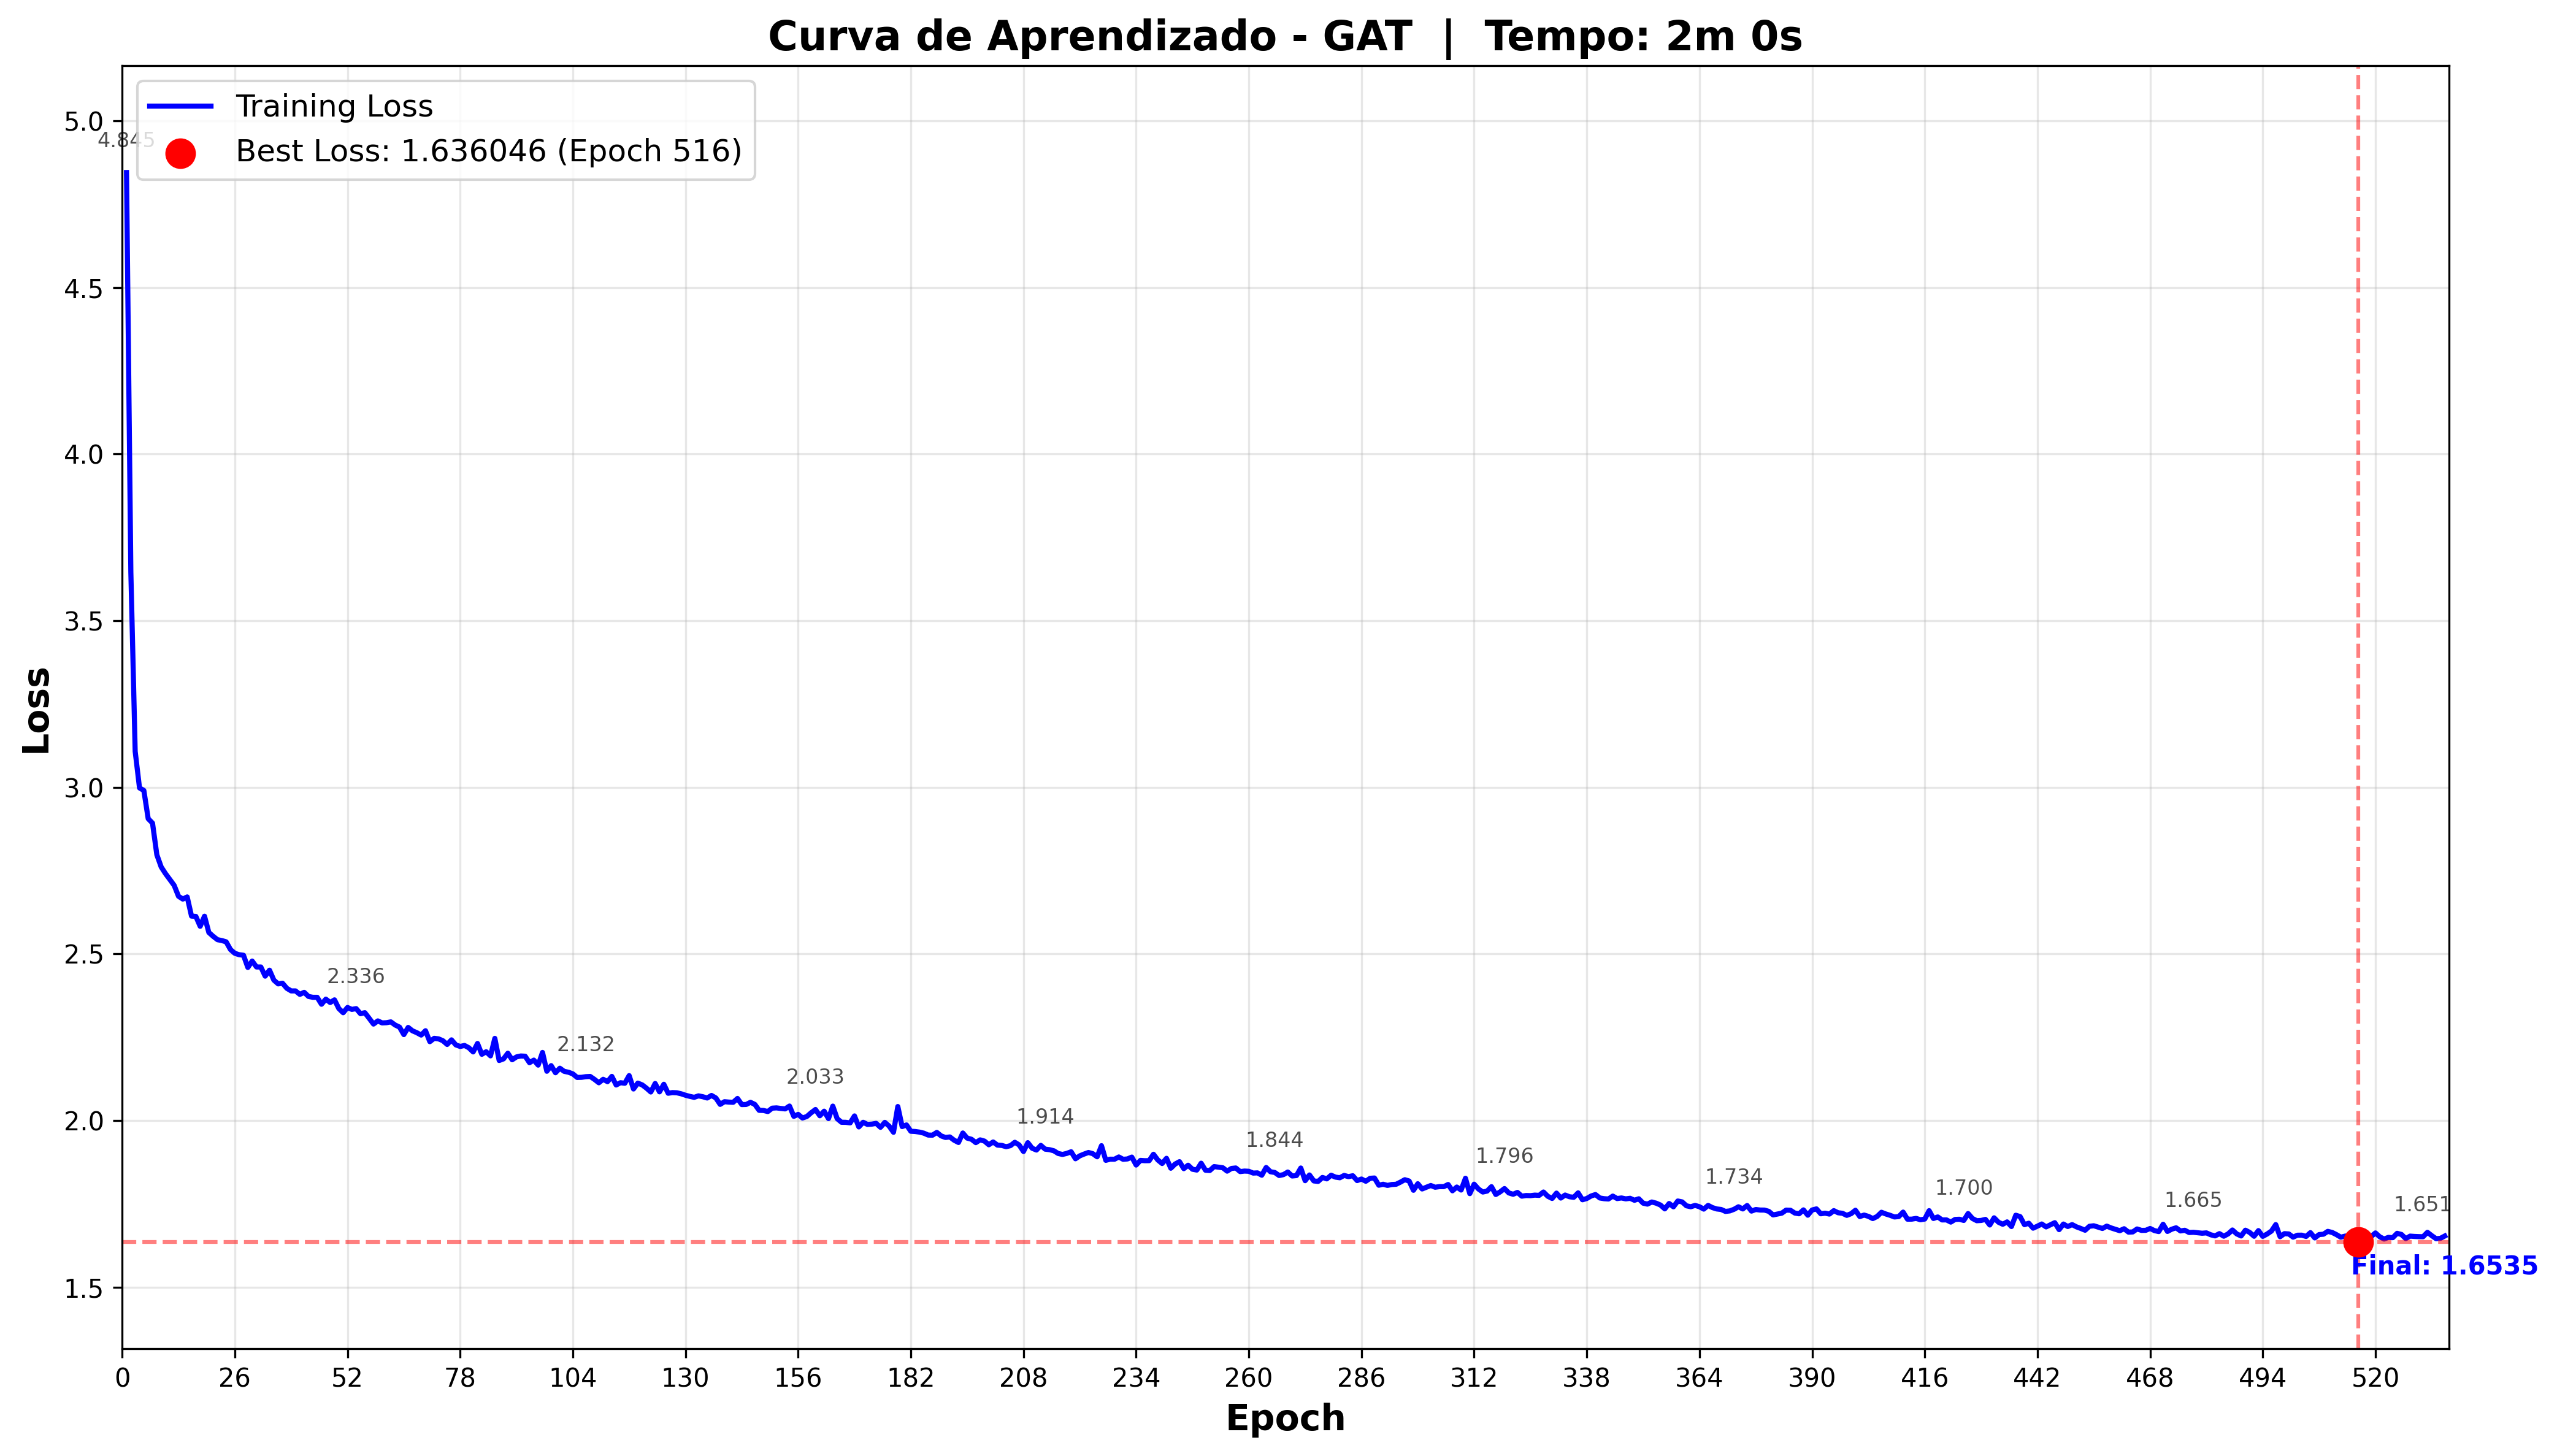 Curva de Aprendizado - GAT | Tempo: 2m 0s
Training Loss
Best Loss: 1.636046 (Epoch 516)
4.845
5.0
4.5
4.0
3.5
3.0
2.5
2.0
1.5
Loss
2.336
2.132
2.033
1.914
1.844
1.796
1.734
1.700
1.665
1.651
Final: 1.6535
0 26 52 78 104 130 156 182 208 234 260 286 312 338 364 390 416 442 468 494 520
Epoch